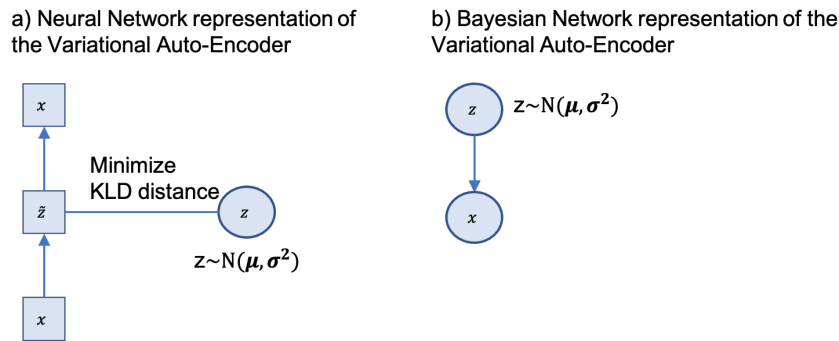 a) Neural Network representation of
the Variational Auto-Encoder
x
Minimize
KLD distance
z̃
z
z~N(μ, σ²)
x
b) Bayesian Network representation of the
Variational Auto-Encoder
z
z~N(μ, σ²)
x